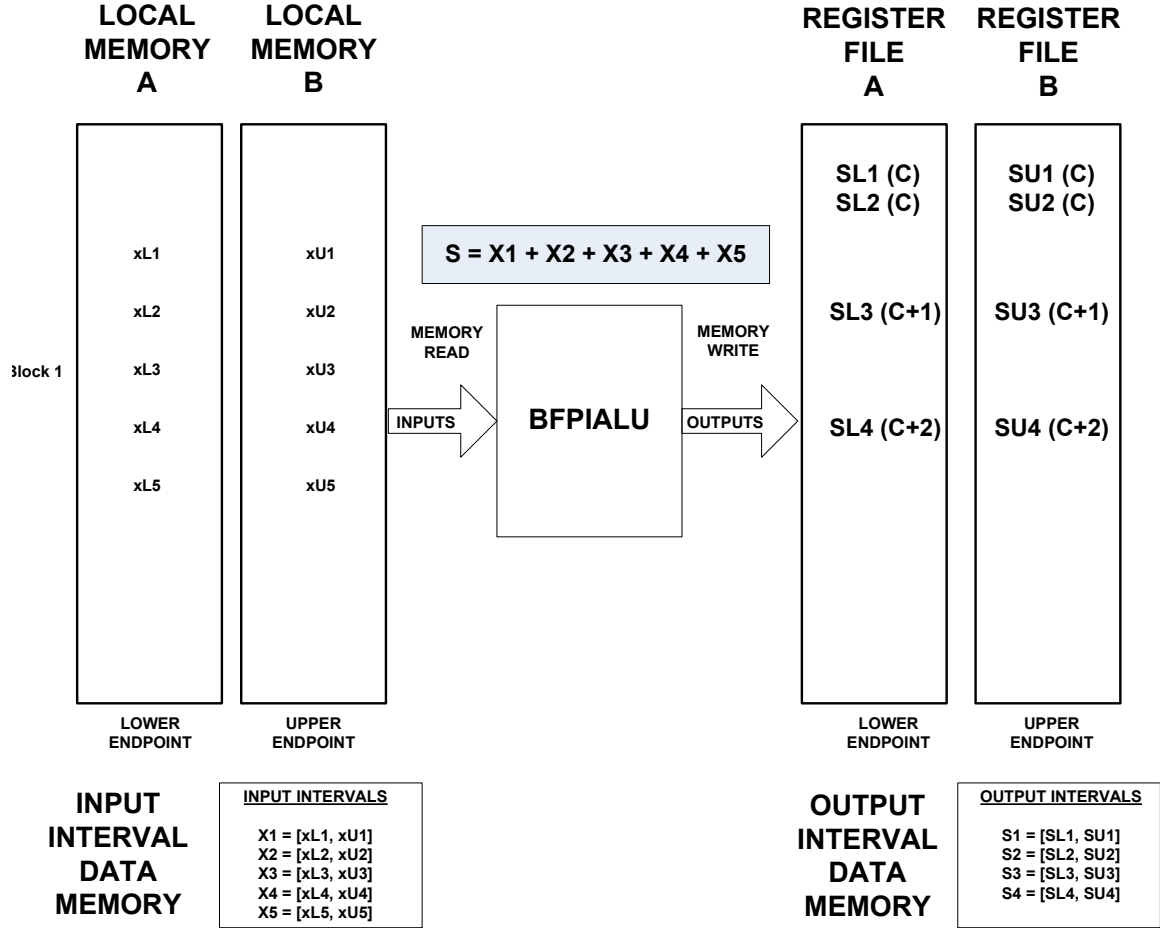 LOCAL
MEMORY
A
LOCAL
MEMORY
B
REGISTER
FILE
A
REGISTER
FILE
B
xL1
xL2
xL3
xL4
xL5
xU1
xU2
xU3
xU4
xU5
S = X1 + X2 + X3 + X4 + X5
MEMORY
READ
INPUTS
BFPIALU
MEMORY
WRITE
OUTPUTS
SL1 (C)
SL2 (C)
SL3 (C+1)
SL4 (C+2)
SU1 (C)
SU2 (C)
SU3 (C+1)
SU4 (C+2)
LOWER
ENDPOINT
UPPER
ENDPOINT
LOWER
ENDPOINT
UPPER
ENDPOINT
INPUT
INTERVAL
DATA
MEMORY
INPUT INTERVALS
X1 = [xL1, xU1]
X2 = [xL2, xU2]
X3 = [xL3, xU3]
X4 = [xL4, xU4]
X5 = [xL5, xU5]
OUTPUT
INTERVAL
DATA
MEMORY
OUTPUT INTERVALS
S1 = [SL1, SU1]
S2 = [SL2, SU2]
S3 = [SL3, SU3]
S4 = [SL4, SU4]